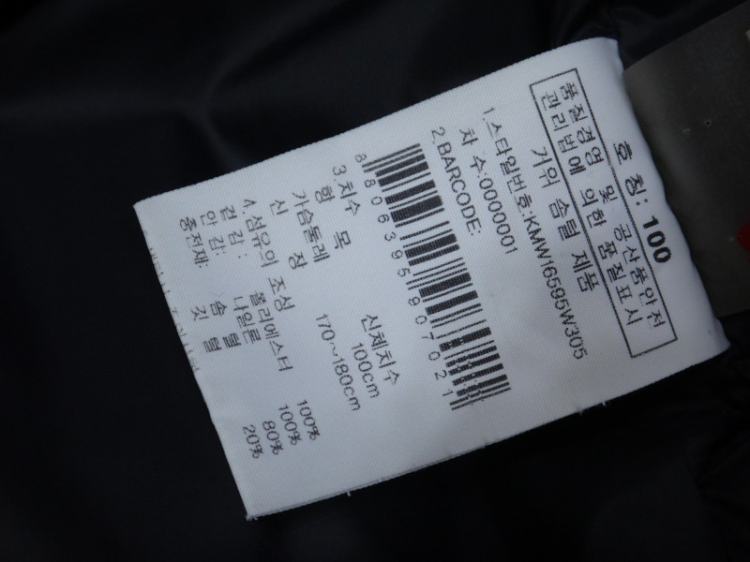 호 칭: 100
품질경영 및 공산품안전
관리법에 의한 품질표시
거위 솜털 제품
1.스타일번호:KMW16595W305
차 수:0000001
2.BARCODE:
8806395907021
3.치수
항 목 신체치수
가슴둘레 100cm
신 장 170~180cm
4.섬유의 조성
겉감: 폴리에스터 100%
안감: 나일론 100%
충전재: 솜털 80%
깃털 20%